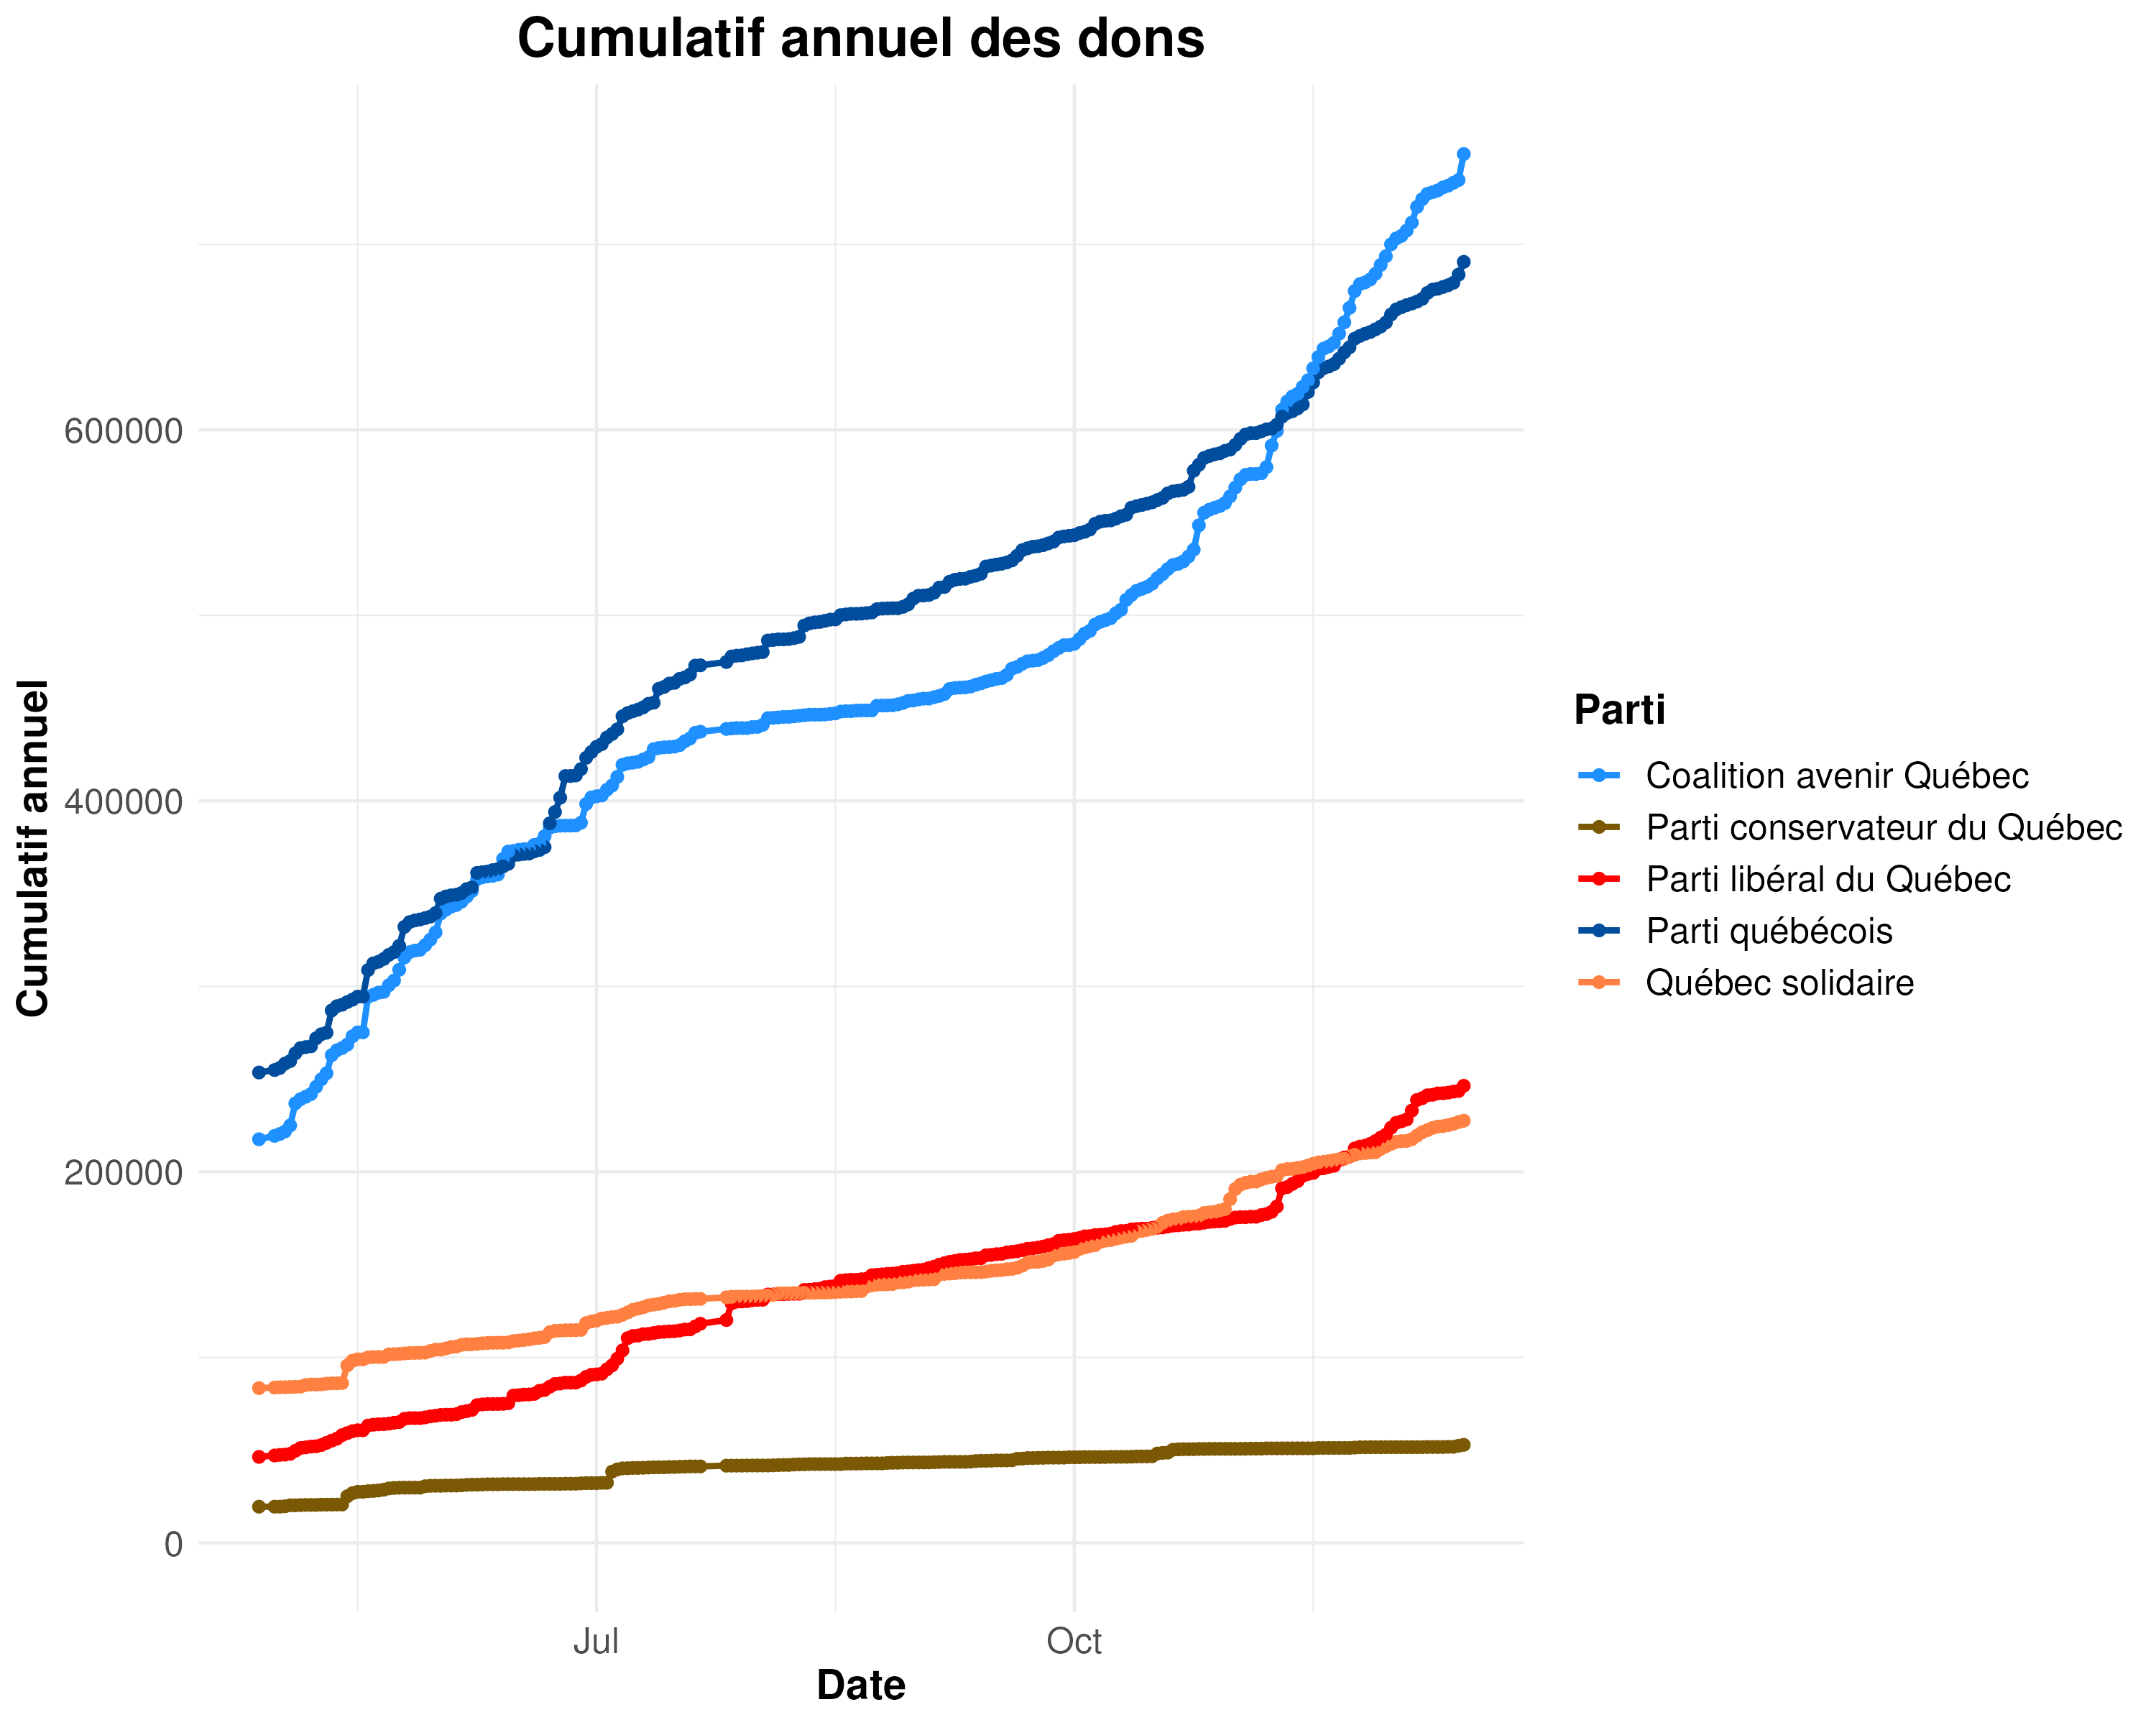 Cumulatif annuel des dons
Cumulatif annuel
600000
400000
200000
0
Jul
Oct
Date
Parti
Coalition avenir Québec
Parti conservateur du Québec
Parti libéral du Québec
Parti québécois
Québec solidaire